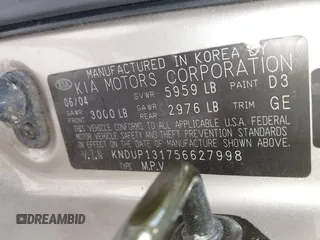 MANUFACTURED IN KOREA BY
KIA KIA MOTORS CORPORATION
06/04 GVWR 5959 LB PAINT D3
GAWR FRONT 3000 LB GAWR REAR 2976 LB TRIM GE
THIS VEHICLE CONFORMS TO ALL APPLICABLE U.S.A. FEDERAL
MOTOR VEHICLE SAFETY AND THEFT PREVENTION STANDARDS
IN EFFECT ON THE DATE OF MANUFACTURE SHOWN ABOVE.
V.I.N KNDUP131756627998
TYPE M.P.V
DREAMBID